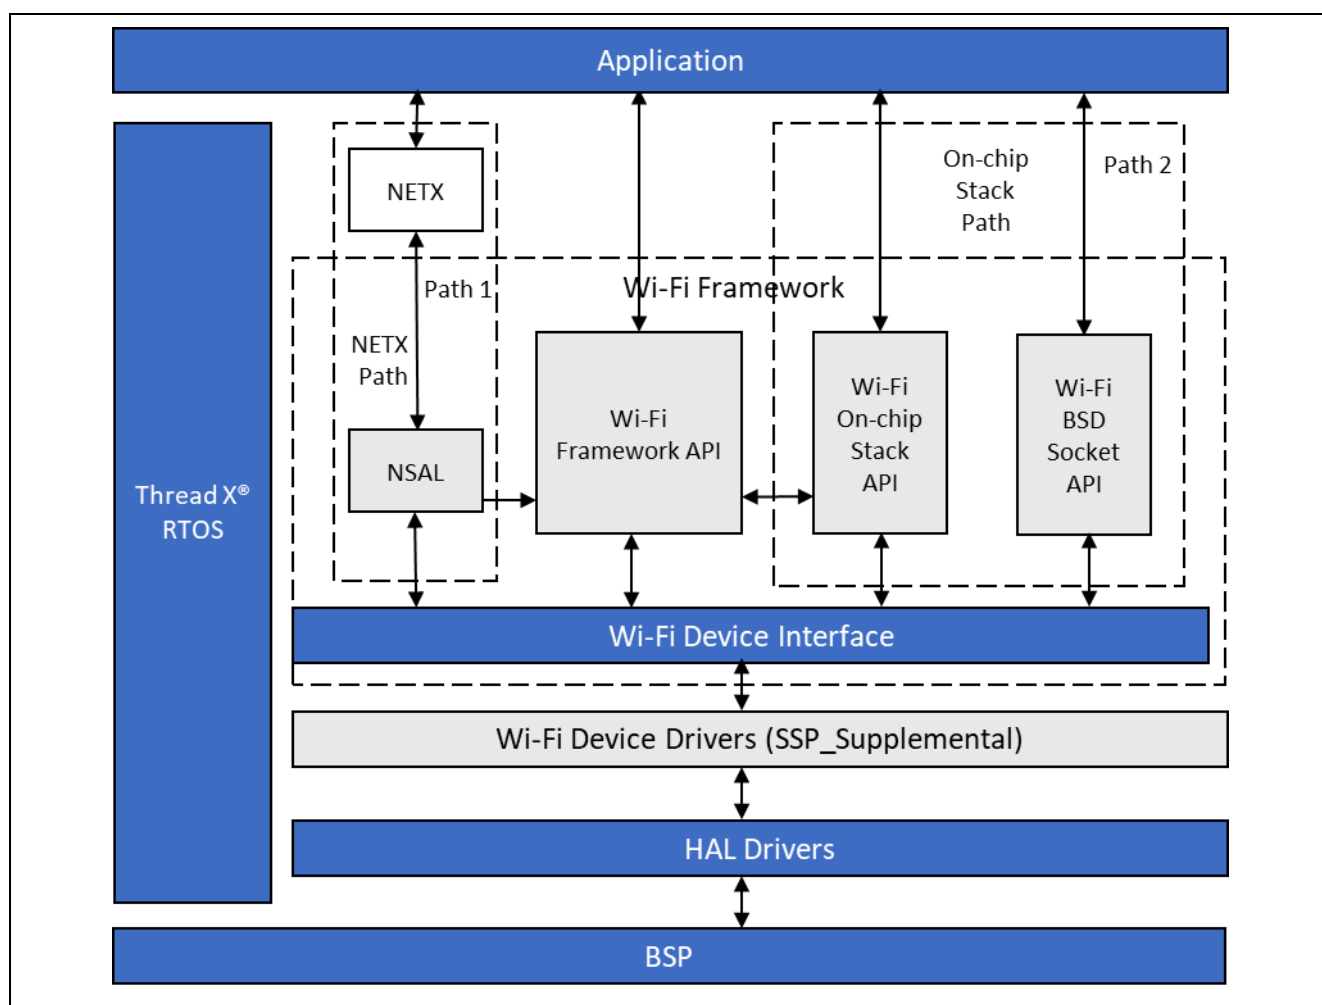 Application
NETX
On-chip
Stack
Path
Path 2
Wi-Fi Framework
Path 1
NETX
Path
NSAL
Wi-Fi
Framework API
Wi-Fi
On-chip
Stack
API
Wi-Fi
BSD
Socket
API
Thread X®
RTOS
Wi-Fi Device Interface
Wi-Fi Device Drivers (SSP_Supplemental)
HAL Drivers
BSP